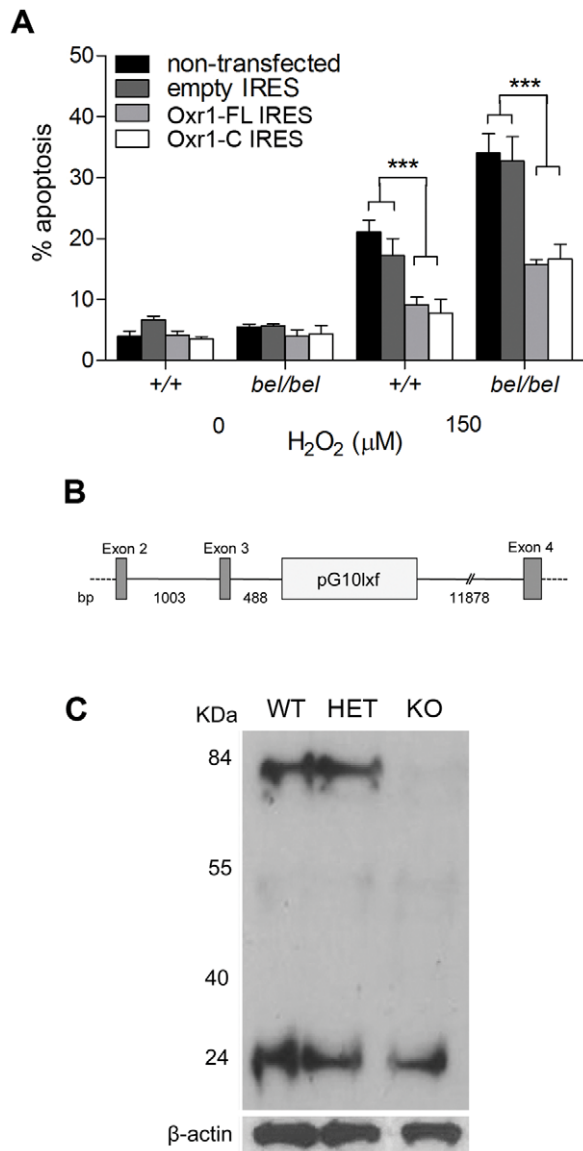 A
50
40
30
20
10
0
% apoptosis
non-transfected
empty IRES
Oxr1-FL IRES
Oxr1-C IRES
***
***
+/+ bel/bel +/+ bel/bel
0 150
H₂O₂ (µM)
B
Exon 2 Exon 3 Exon 4
pG10lxf
bp 1003 488 11878
C
KDa WT HET KO
84
55
40
24
β-actin